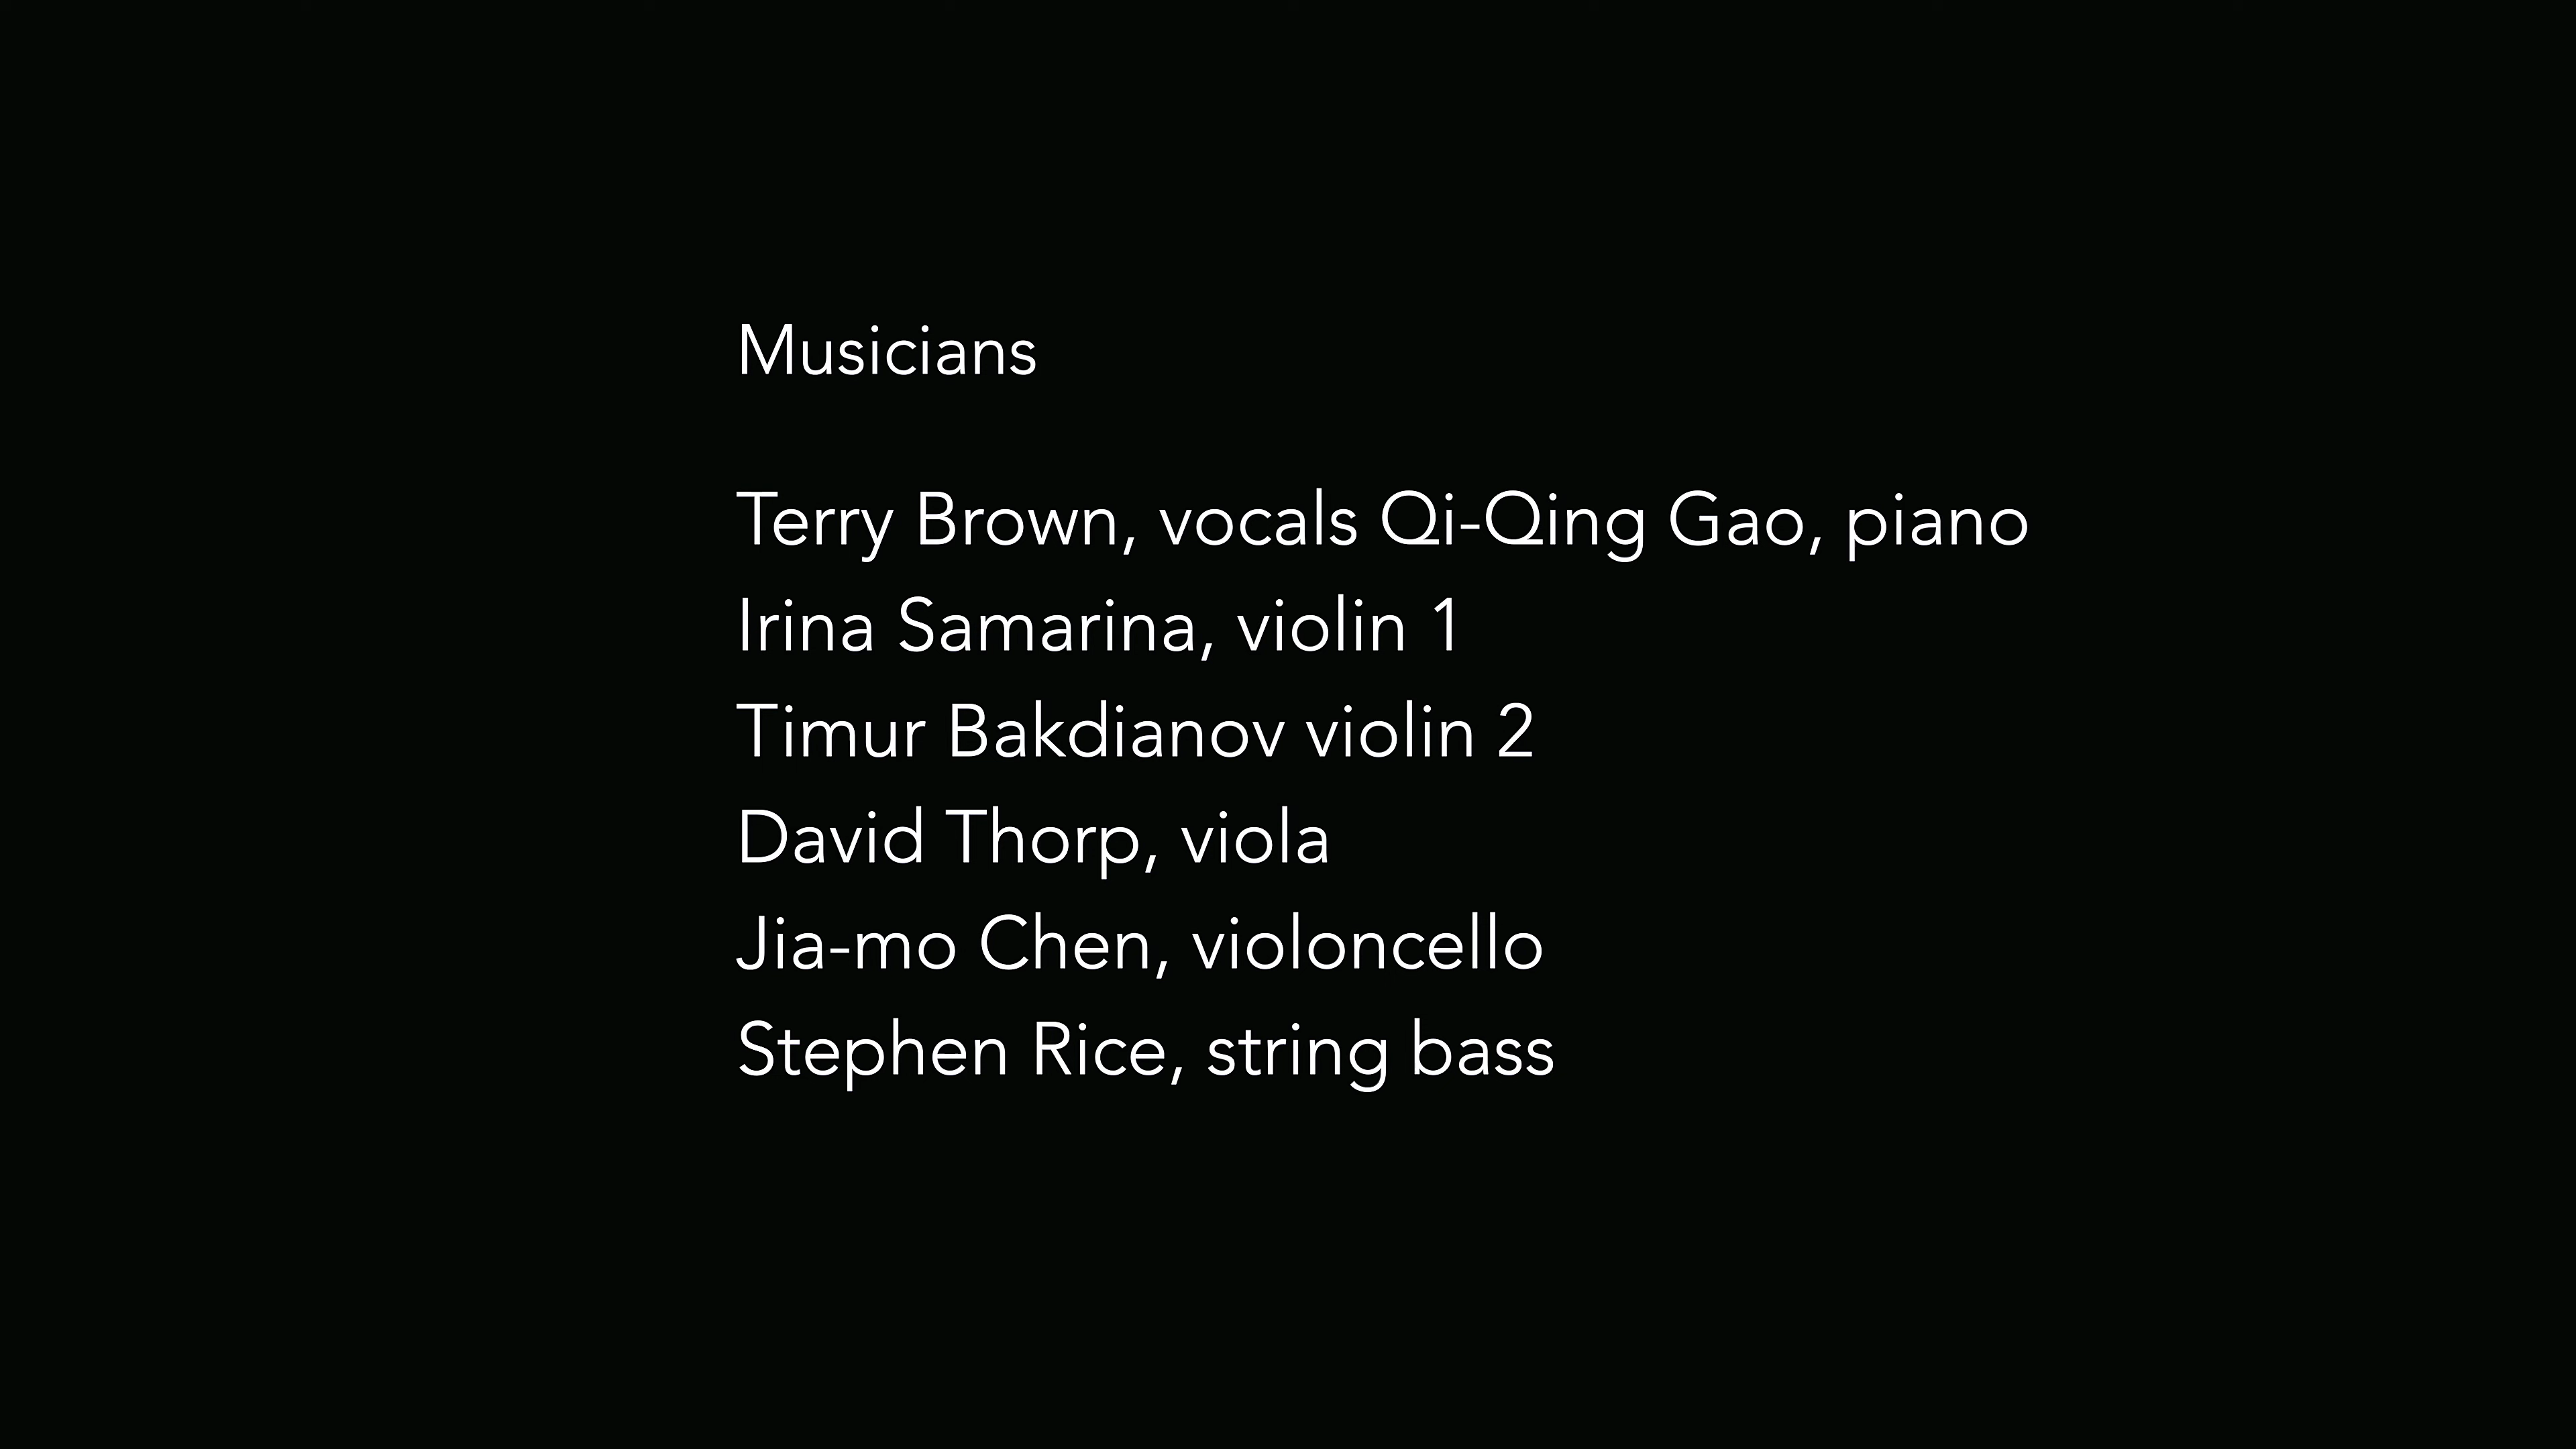 Musicians
Terry Brown, vocals Qi-Qing Gao, piano
Irina Samarina, violin 1
Timur Bakdianov violin 2
David Thorp, viola
Jia-mo Chen, violoncello
Stephen Rice, string bass